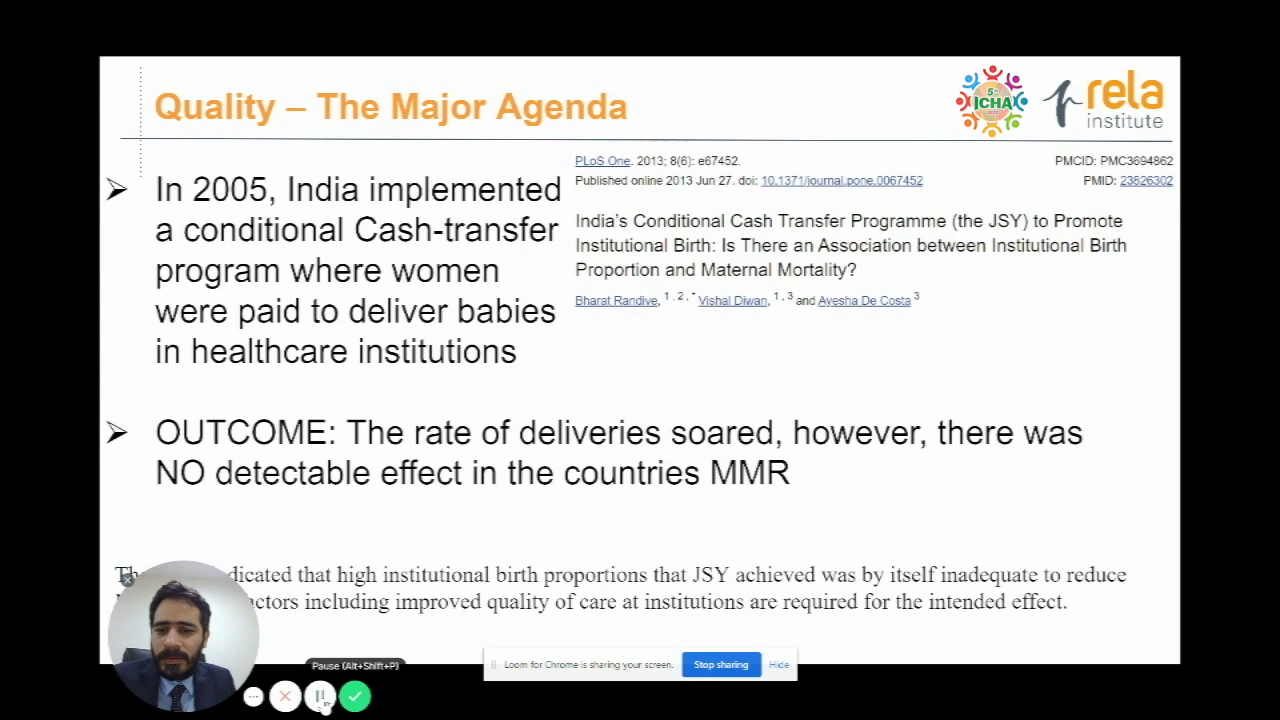 Quality – The Major Agenda
5th
ICHA
rela
institute
PLoS One. 2013; 8(6): e67452.
PMCID: PMC3694862
Published online 2013 Jun 27. doi: 10.1371/journal.pone.0067452
PMID: 23826302
India's Conditional Cash Transfer Programme (the JSY) to Promote
Institutional Birth: Is There an Association between Institutional Birth
Proportion and Maternal Mortality?
Bharat Randive, 1, 2, * Vishal Diwan, 1, 3 and Ayesha De Costa 3
➢ In 2005, India implemented
a conditional Cash-transfer
program where women
were paid to deliver babies
in healthcare institutions
➢ OUTCOME: The rate of deliveries soared, however, there was
NO detectable effect in the countries MMR
that high institutional birth proportions that JSY achieved was by itself inadequate to reduce
including improved quality of care at institutions are required for the intended effect.
Pause (Alt+Shift+P)
Loom for Chrome is sharing your screen.
Stop sharing
Hide